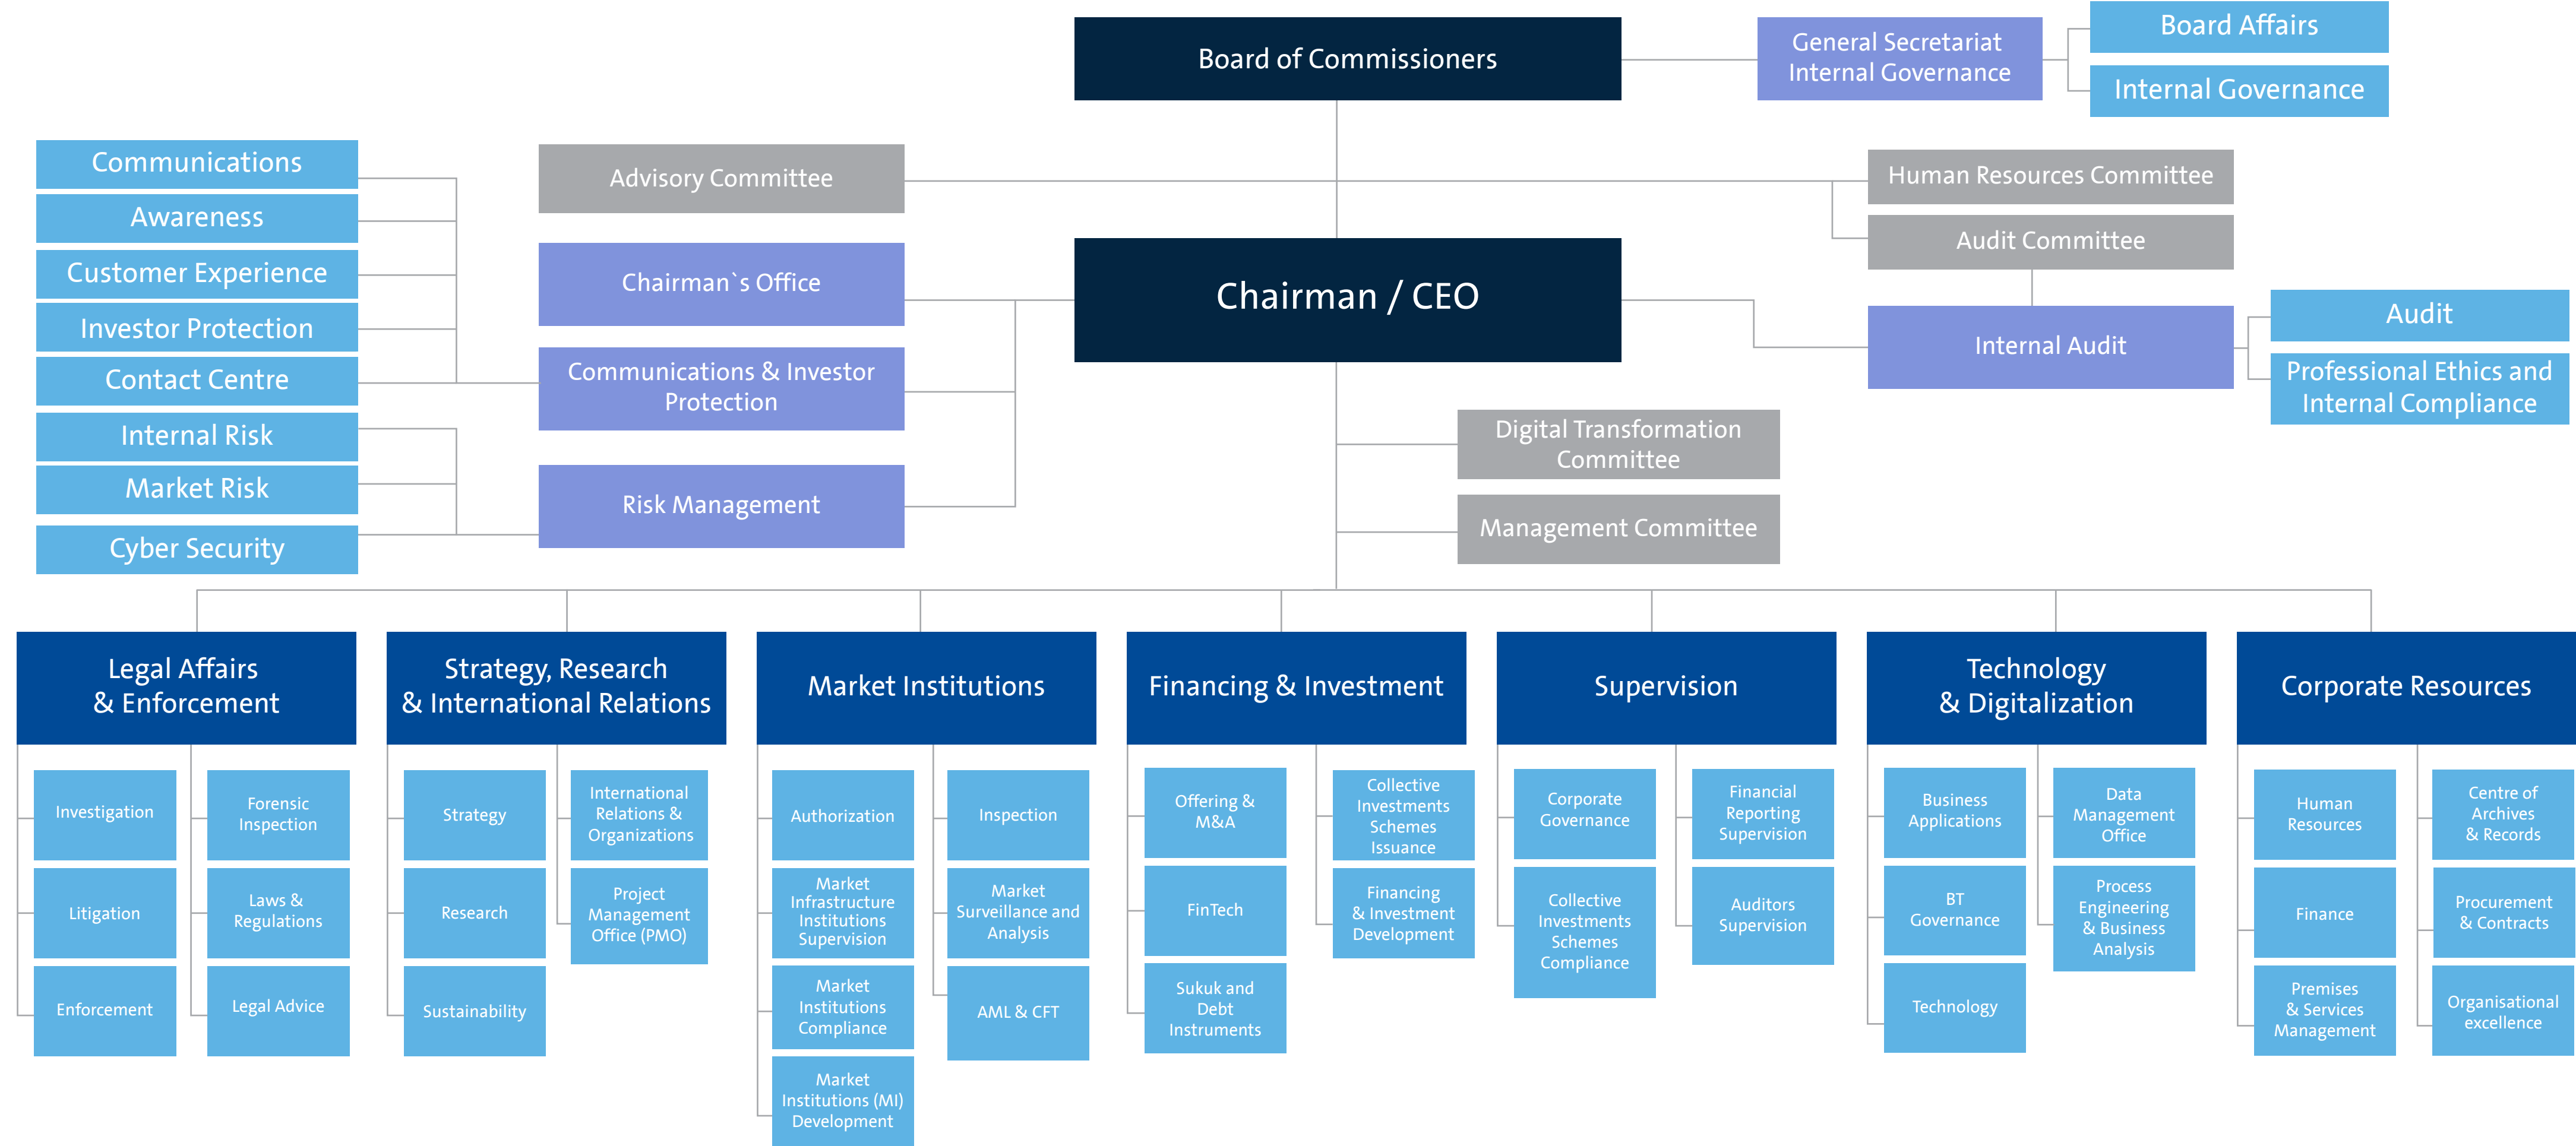 Board of Commissioners
General Secretariat
Internal Governance
Board Affairs
Internal Governance
Communications
Awareness
Customer Experience
Investor Protection
Contact Centre
Internal Risk
Market Risk
Cyber Security
Advisory Committee
Chairman`s Office
Communications & Investor
Protection
Risk Management
Chairman / CEO
Human Resources Committee
Audit Committee
Internal Audit
Audit
Professional Ethics and
Internal Compliance
Digital Transformation
Committee
Management Committee
Legal Affairs
& Enforcement
Investigation
Litigation
Enforcement
Forensic
Inspection
Laws &
Regulations
Legal Advice
Strategy, Research
& International Relations
Strategy
Research
Sustainability
International
Relations &
Organizations
Project
Management
Office (PMO)
Market Institutions
Authorization
Market
Infrastructure
Institutions
Supervision
Market
Institutions
Compliance
Market
Institutions (MI)
Development
Inspection
Market
Surveillance and
Analysis
AML & CFT
Financing & Investment
Offering &
M&A
FinTech
Sukuk and
Debt
Instruments
Collective
Investments
Schemes
Issuance
Financing
& Investment
Development
Supervision
Corporate
Governance
Collective
Investments
Schemes
Compliance
Financial
Reporting
Supervision
Auditors
Supervision
Technology
& Digitalization
Business
Applications
BT
Governance
Technology
Data
Management
Office
Process
Engineering
& Business
Analysis
Corporate Resources
Human
Resources
Finance
Premises
& Services
Management
Centre of
Archives
& Records
Procurement
& Contracts
Organisational
excellence